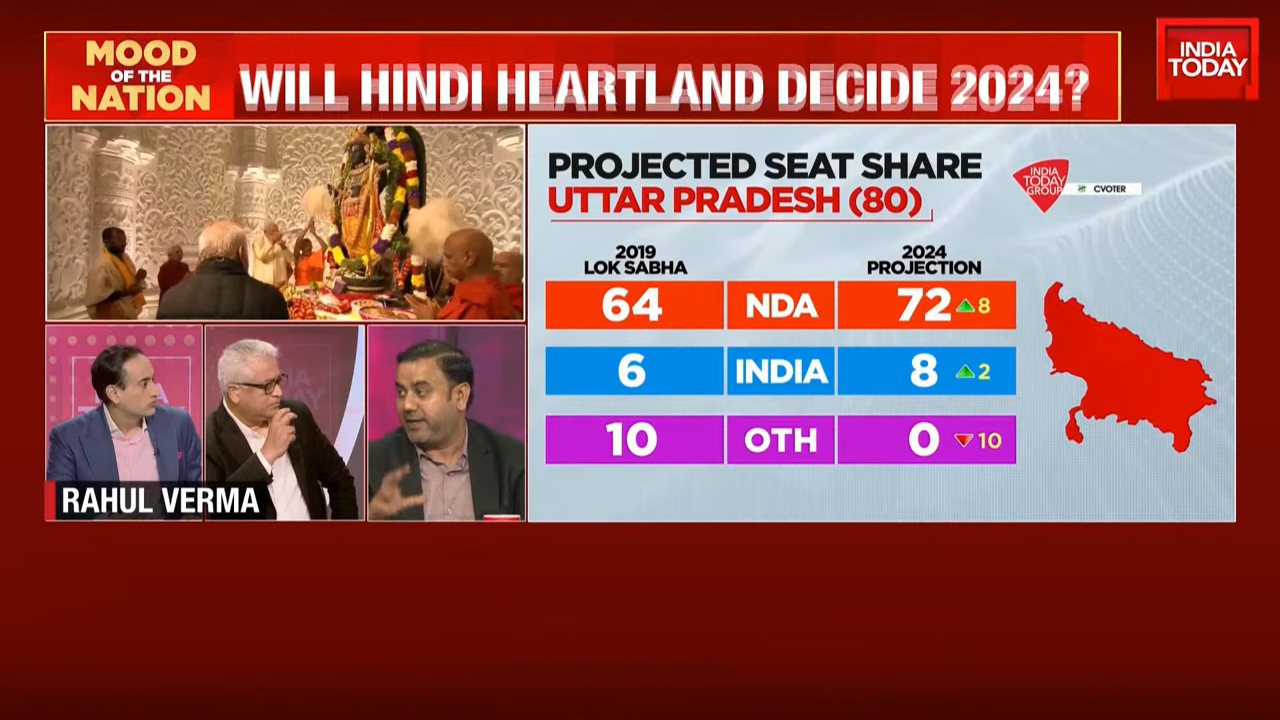 MOOD
OF THE
NATION
WILL HINDI HEARTLAND DECIDE 2024?
INDIA
TODAY
PROJECTED SEAT SHARE
UTTAR PRADESH (80)
INDIA
TODAY
GROUP
CVOTER
2019
LOK SABHA
2024
PROJECTION
64 NDA 72 8
6 INDIA 8 2
10 OTH 0 10
RAHUL VERMA